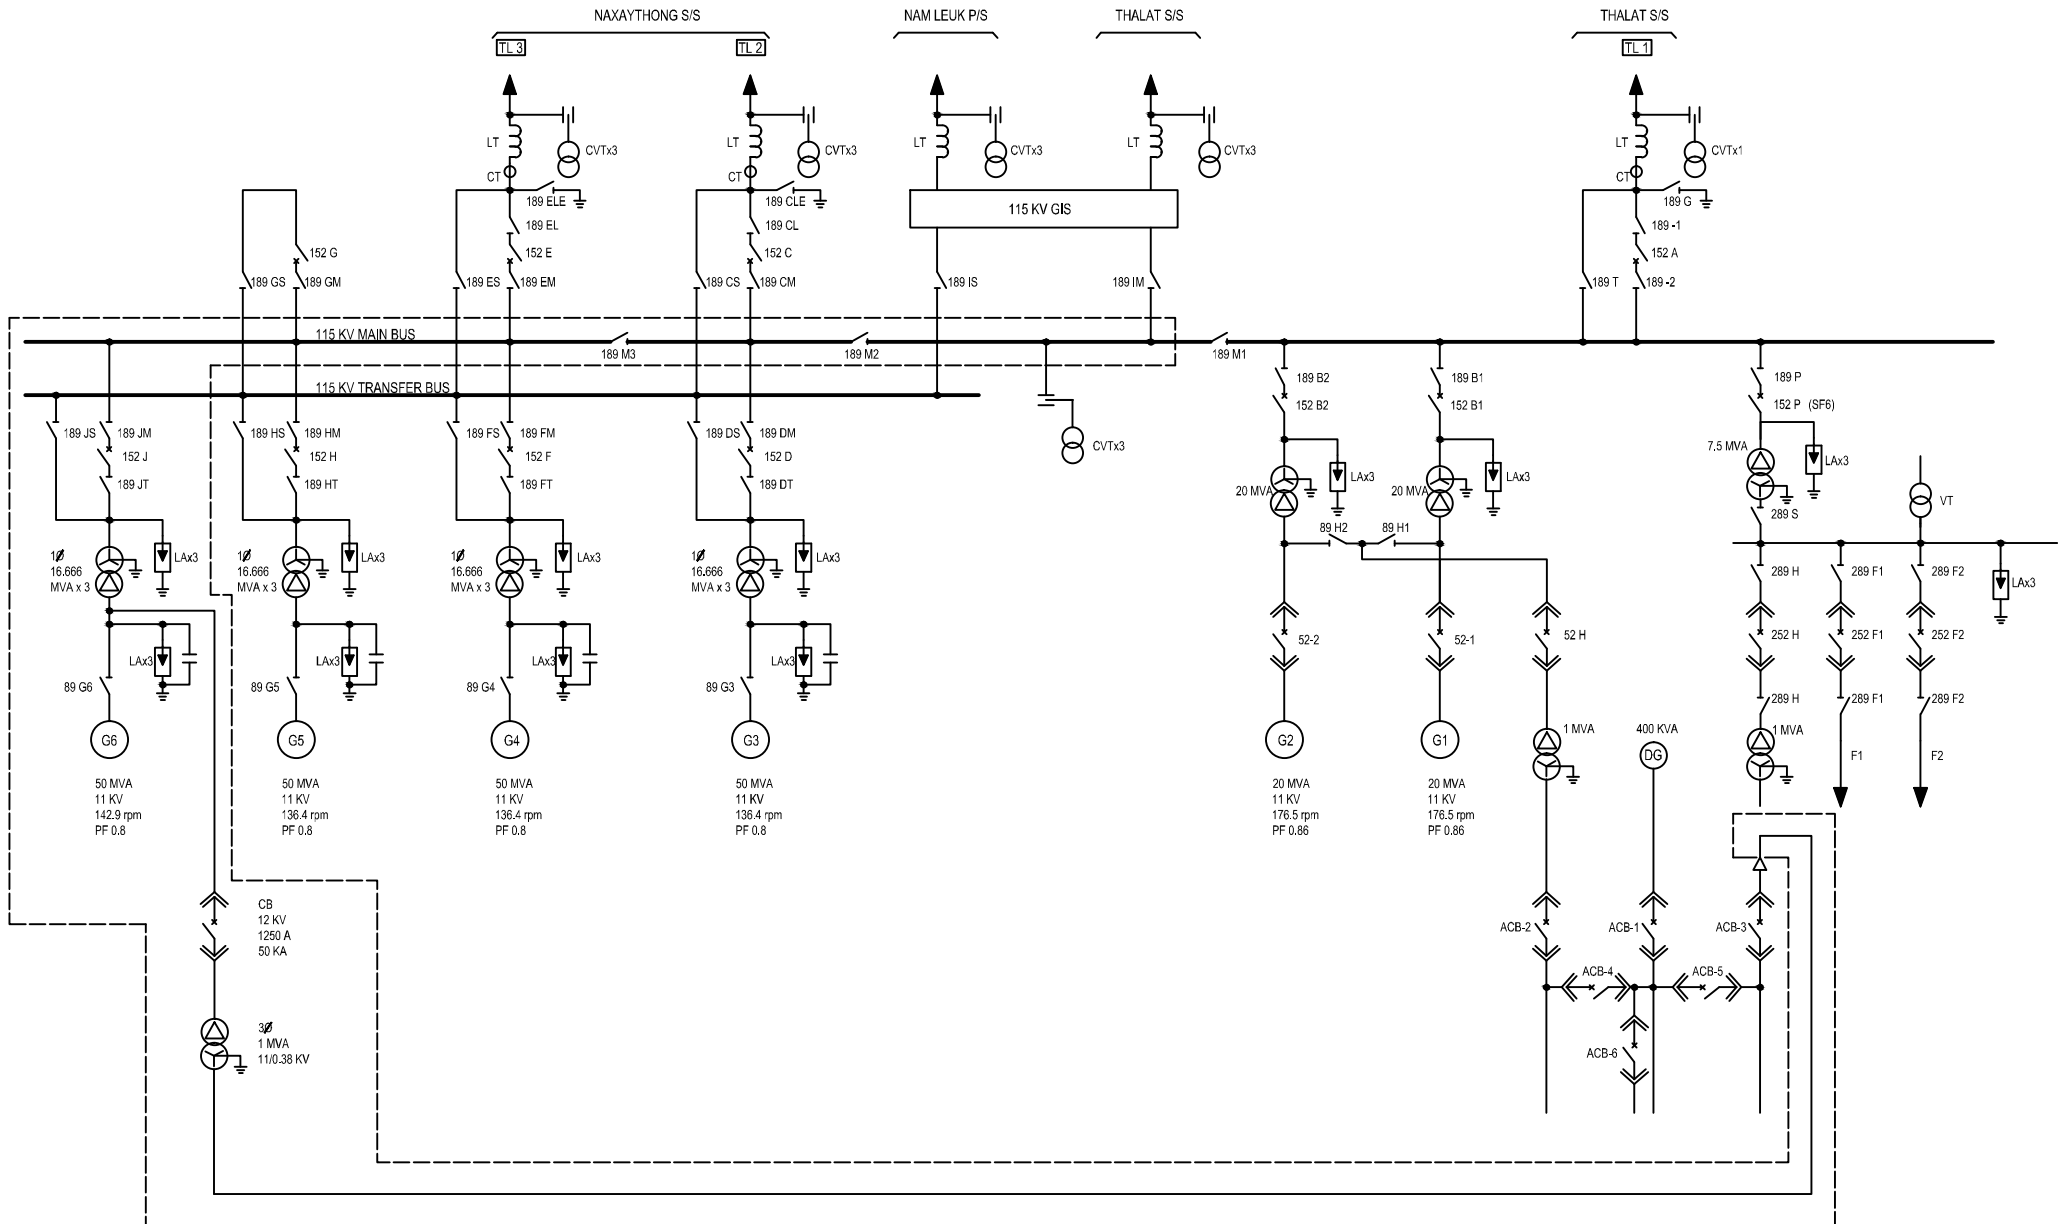 NAXAYTHONG S/S
NAM LEUK P/S
THALAT S/S
THALAT S/S
TL 3
TL 2
TL 1
LT
CVTx3
LT
CVTx3
LT
CVTx3
LT
CVTx3
LT
CVTx1
CT
CT
CT
189 ELE
189 CLE
115 KV GIS
189 G
189 EL
189 CL
189 -1
152 G
152 E
152 C
152 A
189 GS
189 GM
189 ES
189 EM
189 CS
189 CM
189 IS
189 IM
189 T
189 -2
115 KV MAIN BUS
189 M3
189 M2
189 M1
115 KV TRANSFER BUS
189 B2
189 B1
189 P
152 B2
152 B1
152 P (SF6)
189 JS
189 JM
189 HS
189 HM
189 FS
189 FM
189 DS
189 DM
CVTx3
152 J
152 H
152 F
152 D
7.5 MVA
LAx3
189 JT
189 HT
189 FT
189 DT
20 MVA
LAx3
20 MVA
LAx3
VT
289 S
89 H2
89 H1
1Ø
16.666
MVA x 3
LAx3
1Ø
16.666
MVA x 3
LAx3
1Ø
16.666
MVA x 3
LAx3
1Ø
16.666
MVA x 3
LAx3
289 H
289 F1
289 F2
LAx3
52-2
52-1
52 H
252 H
252 F1
252 F2
LAx3
LAx3
LAx3
LAx3
89 G6
89 G5
89 G4
89 G3
289 H
289 F1
289 F2
G6
G5
G4
G3
G2
G1
1 MVA
400 KVA
DG
1 MVA
F1
F2
50 MVA
11 KV
142.9 rpm
PF 0.8
50 MVA
11 KV
136.4 rpm
PF 0.8
50 MVA
11 KV
136.4 rpm
PF 0.8
50 MVA
11 KV
136.4 rpm
PF 0.8
20 MVA
11 KV
176.5 rpm
PF 0.86
20 MVA
11 KV
176.5 rpm
PF 0.86
CB
12 KV
1250 A
50 KA
ACB-2
ACB-1
ACB-3
ACB-4
ACB-5
ACB-6
3Ø
1 MVA
11/0.38 KV